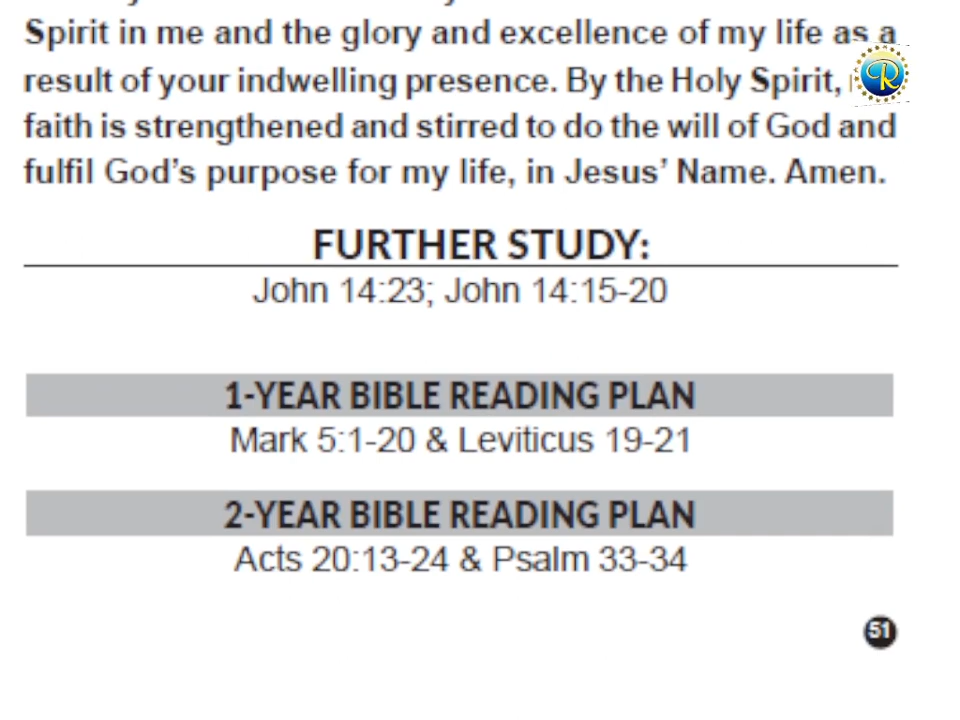 Spirit in me and the glory and excellence of my life as a
result of your indwelling presence. By the Holy Spirit,
faith is strengthened and stirred to do the will of God and
fulfil God's purpose for my life, in Jesus' Name. Amen.
FURTHER STUDY:
John 14:23; John 14:15-20
1-YEAR BIBLE READING PLAN
Mark 5:1-20 & Leviticus 19-21
2-YEAR BIBLE READING PLAN
Acts 20:13-24 & Psalm 33-34
51
R